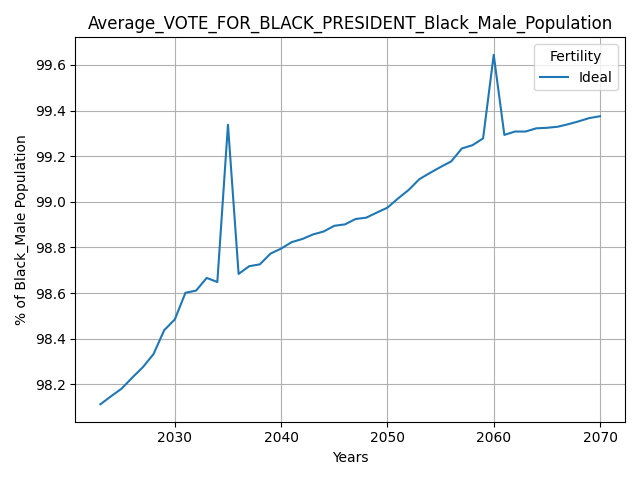 Average_VOTE_FOR_BLACK_PRESIDENT_Black_Male_Population
Fertility
Ideal
% of Black_Male Population
99.6
99.4
99.2
99.0
98.8
98.6
98.4
98.2
2030 2040 2050 2060 2070
Years